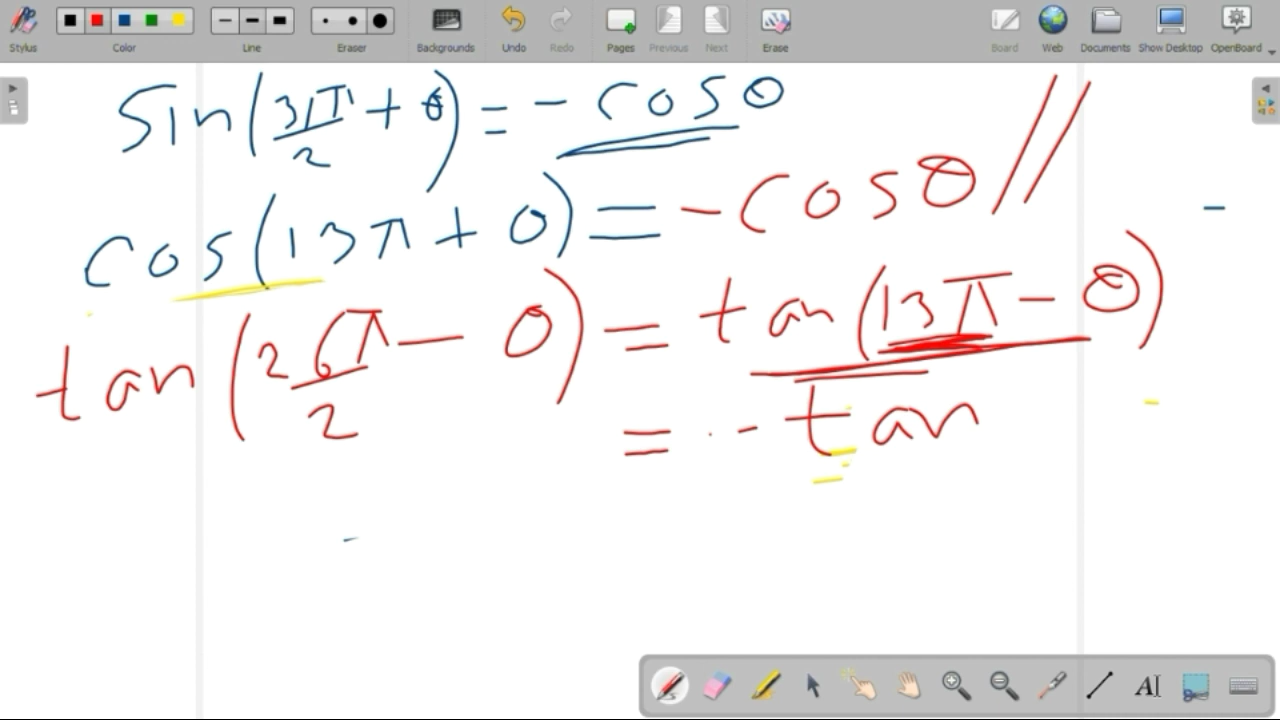 Stylus Color Line Eraser Backgrounds Undo Redo Pages Previous Next Erase Board Web Documents Show Desktop OpenBoard
sin(3π/2 + θ) = - cosθ
cos(13π + θ) = - cosθ //
tan(26π/2 - θ) = tan(13π - θ)
= - tan